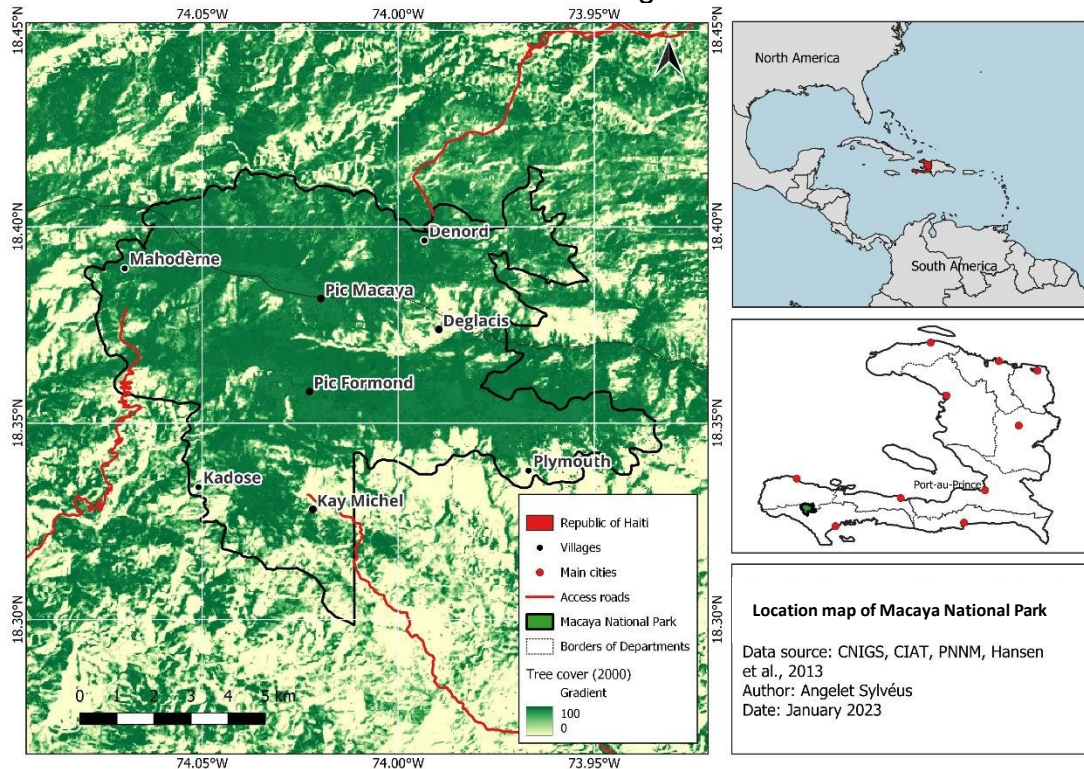 74.05°W 74.00°W 73.95°W
18.45°N 18.45°N
18.40°N 18.40°N
Denord
Mahodèrne
Pic Macaya
Deglacis
Pic Formond
18.35°N 18.35°N
Plymouth
Kadose
Kay Michel
18.30°N 18.30°N
0 1 2 3 4 5 km
74.05°W 74.00°W 73.95°W
Republic of Haiti
Villages
Main cities
Access roads
Macaya National Park
Borders of Departments
Tree cover (2000)
Gradient
100
0
North America
South America
Port-au-Prince
Location map of Macaya National Park
Data source: CNIGS, CIAT, PNNM, Hansen
et al., 2013
Author: Angelet Sylvéus
Date: January 2023